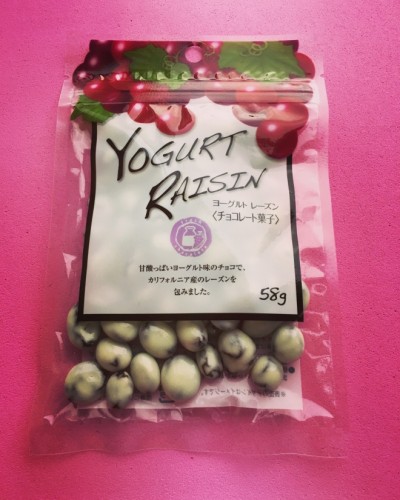 YOGURT
RAISIN
ヨーグルト レーズン
〈チョコレート菓子〉
甘酸っぱいヨーグルト味のチョコで、
カリフォルニア産のレーズンを
包みました。
58g